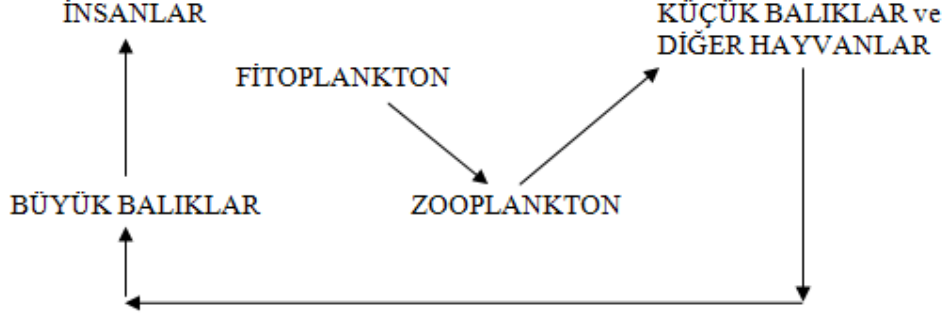 İNSANLAR
KÜÇÜK BALIKLAR ve
DİĞER HAYVANLAR
FİTOPLANKTON
BÜYÜK BALIKLAR
ZOOPLANKTON